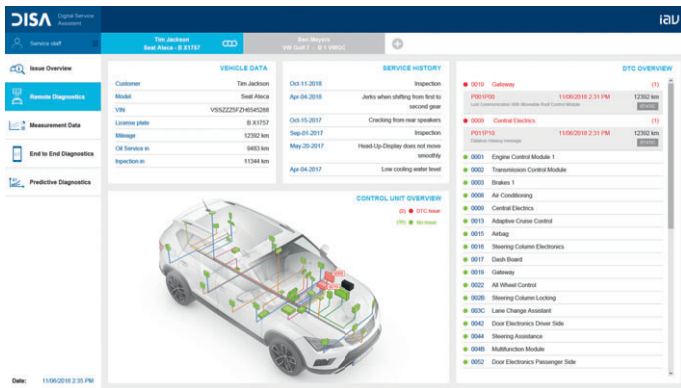 DISA Digital Service Assistant
iav
Service staff
Tim Jackson
Seat Ateca - B X1757
Ben Meyers
VW Golf 7 - B 1 VWGC
Issue Overview
Remote Diagnostics
Measurement Data
End to End Diagnostics
Predictive Diagnostics
Date: 11/06/2018 2:35 PM
VEHICLE DATA
Customer Tim Jackson
Model Seat Ateca
VIN VSSZZZ5FZH6545288
License plate B X1757
Mileage 12392 km
Oil Service in 9483 km
Inpection in 11344 km
SERVICE HISTORY
Oct-11-2018 Inspection
Apr-04-2018 Jerks when shifting from first to
second gear
Oct-15-2017 Cracking from rear speakers
Sep-01-2017 Inspection
May-20-2017 Head-Up-Display does not move
smoothly
Apr-04-2017 Low cooling water level
CONTROL UNIT OVERVIEW
(2) DTC Issue
No Issue
DTC OVERVIEW
0019 Gateway (1)
P001P00 11/06/2018 2:31 PM 12392 km
0009 Central Electrics (1)
P011P10 11/06/2018 2:31 PM 12392 km
0001 Engine Control Module 1
0002 Transmission Control Module
0003 Brakes 1
0008 Air Conditioning
0009 Central Electrics
0013 Adaptive Cruise Control
0015 Airbag
0016 Steering Column Electronics
0017 Dash Board
0019 Gateway
0022 All Wheel Control
002B Steering Column Locking
003C Lane Change Assistant
0042 Door Electronics Driver Side
0044 Steering Assistance
004B Multifunction Module
0052 Door Electronics Passenger Side